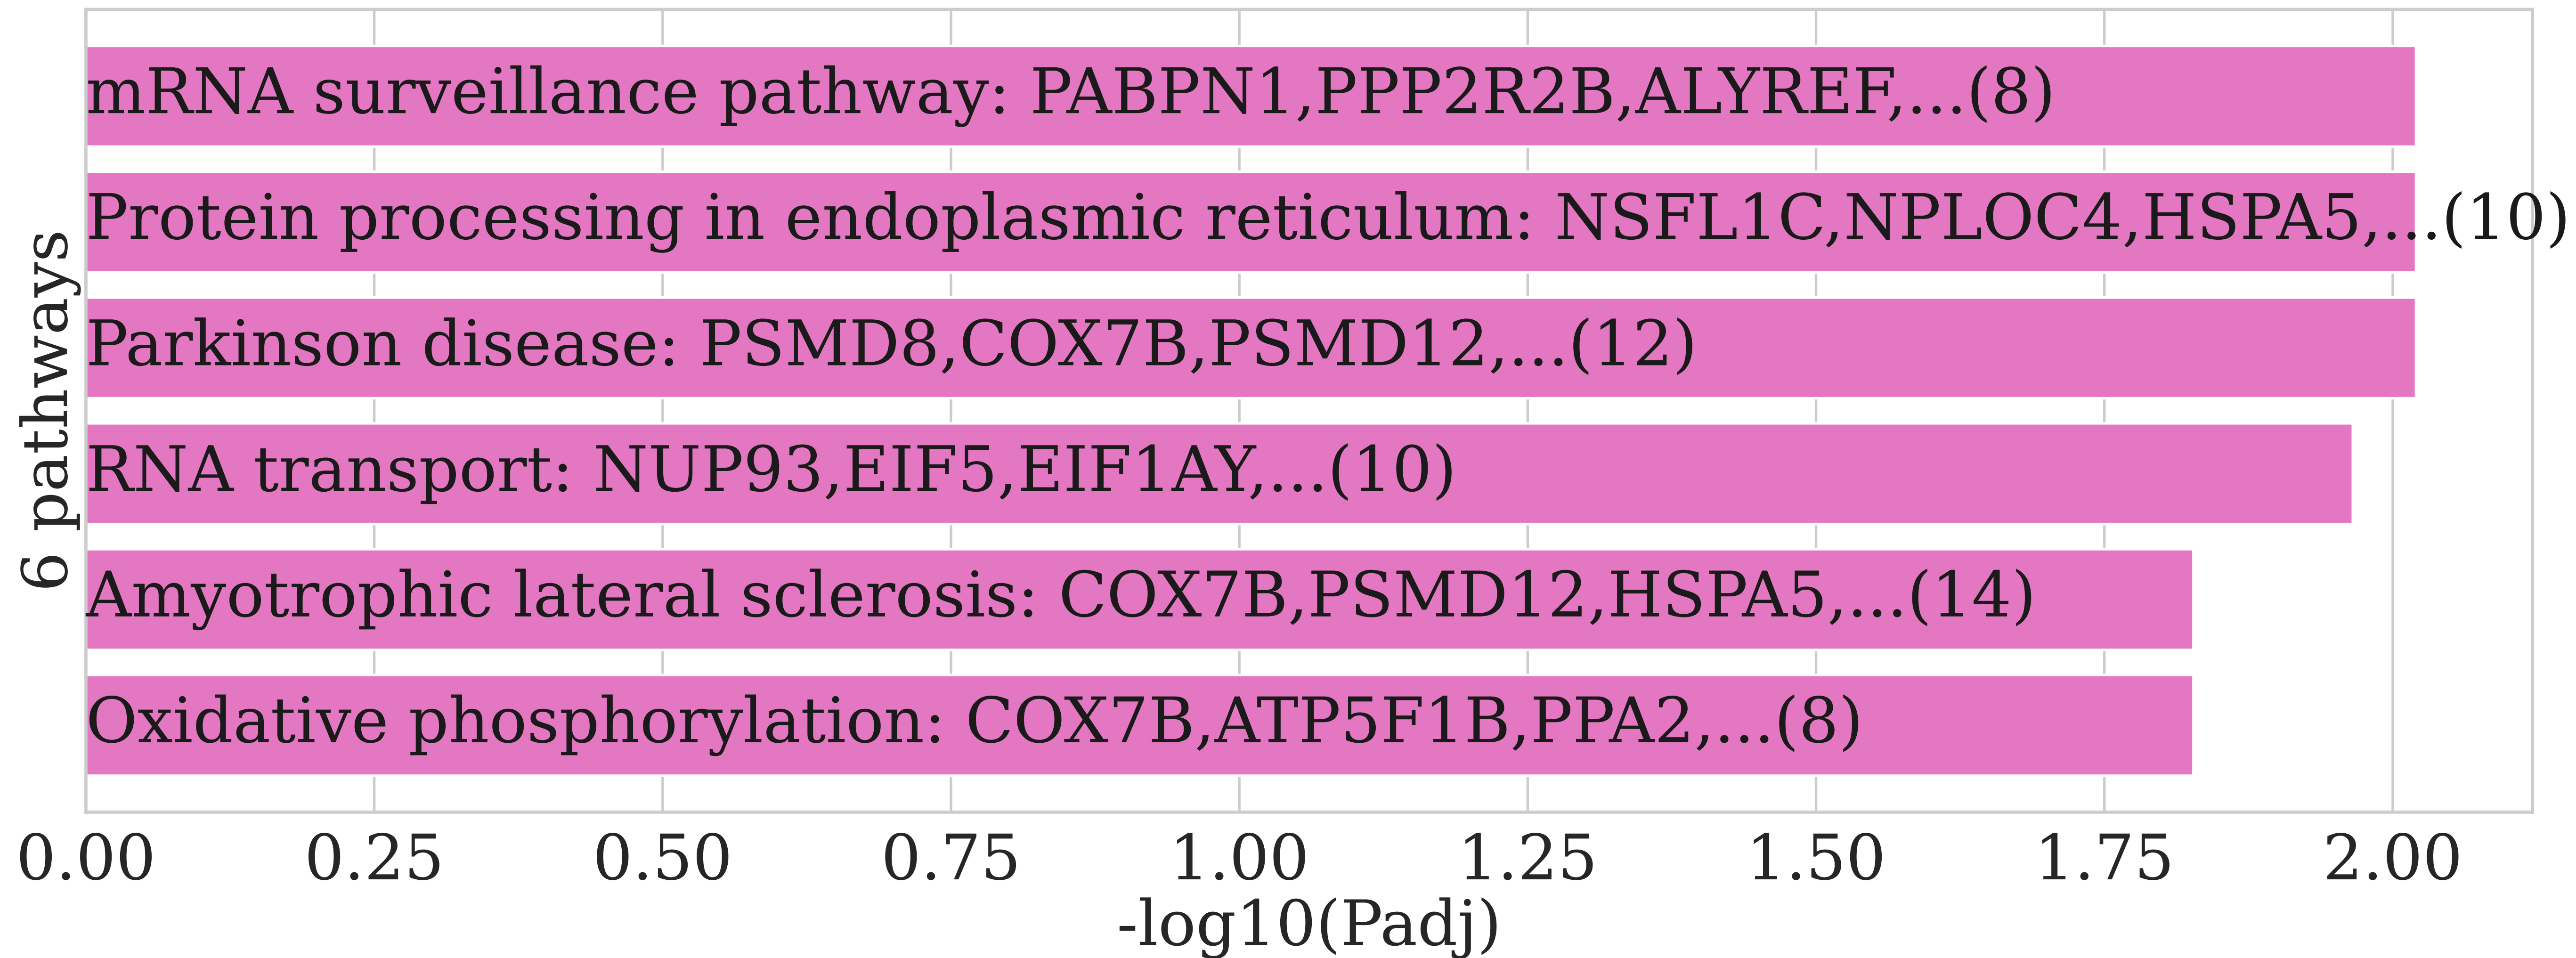 mRNA surveillance pathway: PABPN1,PPP2R2B,ALYREF,...(8)
Protein processing in endoplasmic reticulum: NSFL1C,NPLOC4,HSPA5,...(10)
Parkinson disease: PSMD8,COX7B,PSMD12,...(12)
RNA transport: NUP93,EIF5,EIF1AY,...(10)
Amyotrophic lateral sclerosis: COX7B,PSMD12,HSPA5,...(14)
Oxidative phosphorylation: COX7B,ATP5F1B,PPA2,...(8)
6 pathways
0.00 0.25 0.50 0.75 1.00 1.25 1.50 1.75 2.00
-log10(Padj)